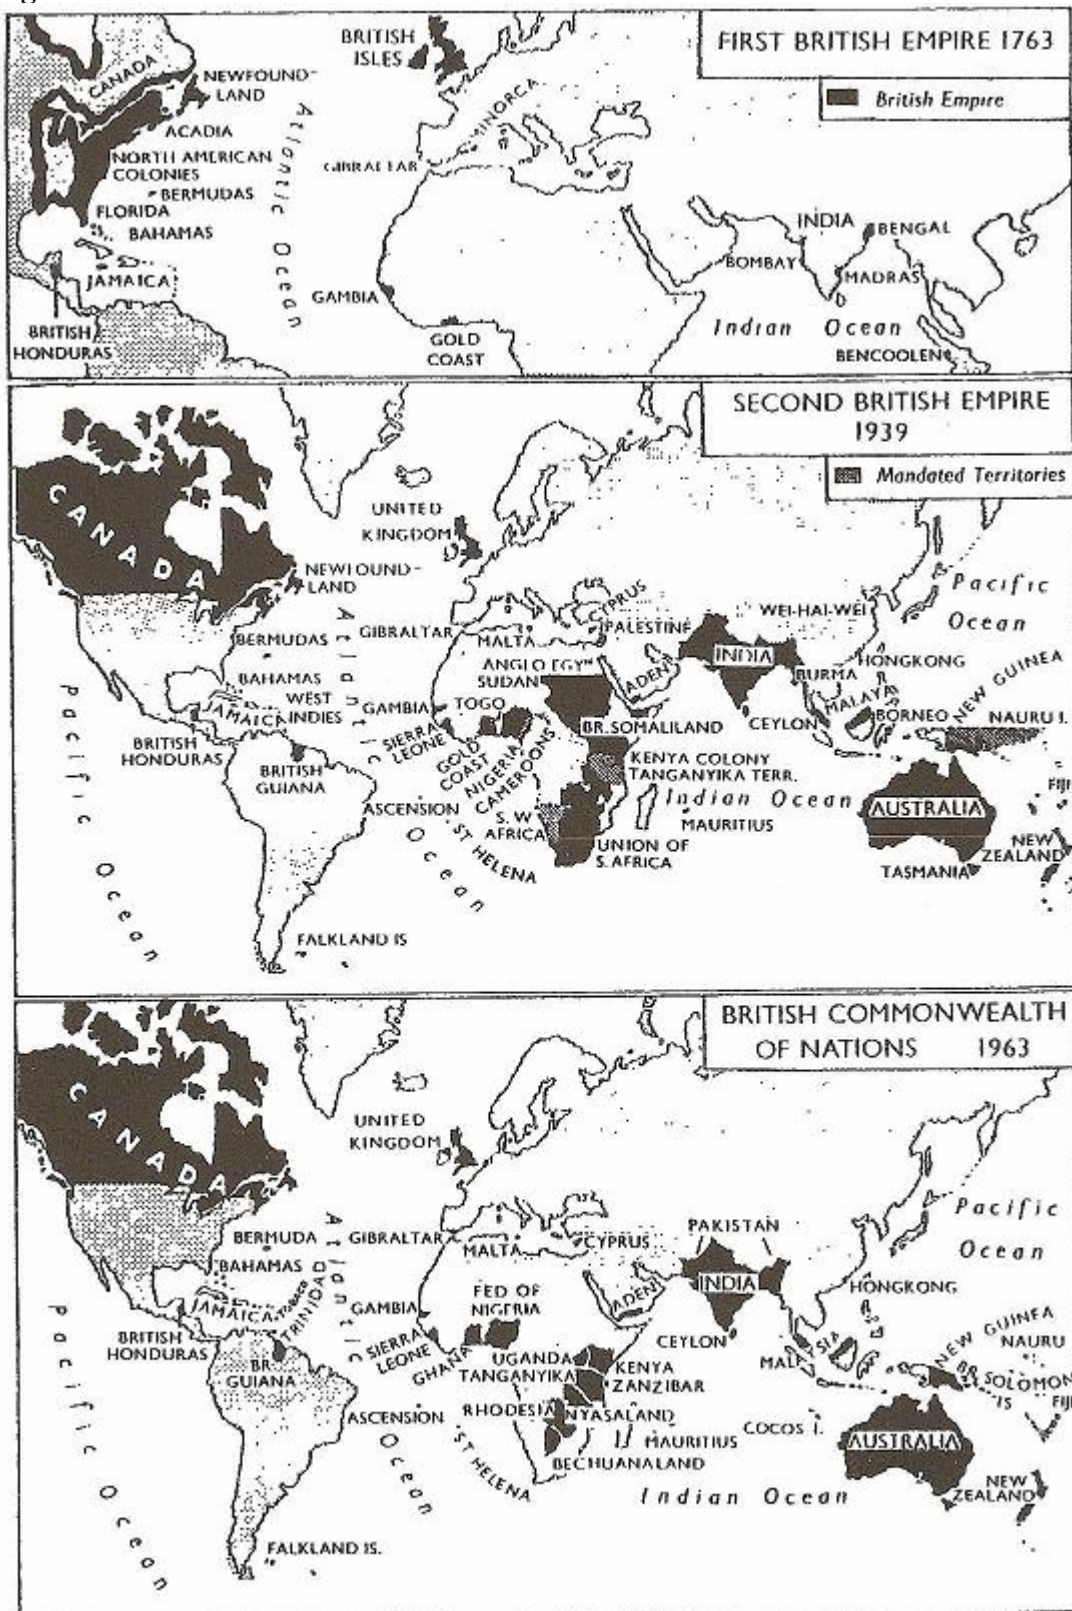 FIRST BRITISH EMPIRE 1763
British Empire
BRITISH
ISLES
CANADA
NEWFOUND-
LAND
ACADIA
NORTH AMERICAN
COLONIES
BERMUDAS
FLORIDA
BAHAMAS
JAMAICA
BRITISH
HONDURAS
Atlantic Ocean
MINORCA
GIBRALTAR
GAMBIA
GOLD
COAST
INDIA
BENGAL
BOMBAY
MADRAS
Indian Ocean
BENCOOLEN
SECOND BRITISH EMPIRE
1939
Mandated Territories
CANADA
UNITED
KINGDOM
NEWFOUND-
LAND
BERMUDAS
BAHAMAS
JAMAICA
WEST
INDIES
BRITISH
HONDURAS
BRITISH
GUIANA
Pacific Ocean
Atlantic
Ocean
GIBRALTAR
MALTA
CYPRUS
PALESTINE
ANGLO EGYN
SUDAN
ADEN
GAMBIA
SIERRA
LEONE
TOGO
GOLD
COAST
NIGERIA
CAMEROONS
BR. SOMALILAND
KENYA COLONY
TANGANYIKA TERR.
ASCENSION
ST HELENA
S. W
AFRICA
UNION OF
S. AFRICA
MAURITIUS
Indian Ocean
INDIA
CEYLON
BURMA
WEI-HAI-WEI
HONGKONG
MALAYA
BORNEO
NEW GUINEA
NAURU I.
Pacific
Ocean
FIJI
AUSTRALIA
TASMANIA
NEW
ZEALAND
FALKLAND IS
BRITISH COMMONWEALTH
OF NATIONS 1963
CANADA
UNITED
KINGDOM
BERMUDA
BAHAMAS
JAMAICA
TOBAGO
TRINIDAD
BRITISH
HONDURAS
BR.
GUIANA
Pacific Ocean
Atlantic
Ocean
GIBRALTAR
MALTA
CYPRUS
ADEN
GAMBIA
SIERRA
LEONE
GHANA
FED OF
NIGERIA
UGANDA
TANGANYIKA
KENYA
ZANZIBAR
RHODESIA
NYASALAND
BECHUANALAND
MAURITIUS
ASCENSION
ST HELENA
PAKISTAN
INDIA
CEYLON
HONGKONG
COCOS I.
Indian Ocean
Pacific
Ocean
NEW GUINEA
NAURU
BR. SOLOMON
IS
FIJI
AUSTRALIA
NEW
ZEALAND
FALKLAND IS.